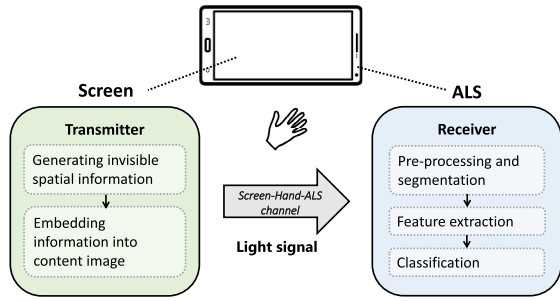 Screen
ALS
Transmitter
Generating invisible
spatial information
Embedding
information into
content image
Screen-Hand-ALS
channel
Light signal
Receiver
Pre-processing and
segmentation
Feature extraction
Classification